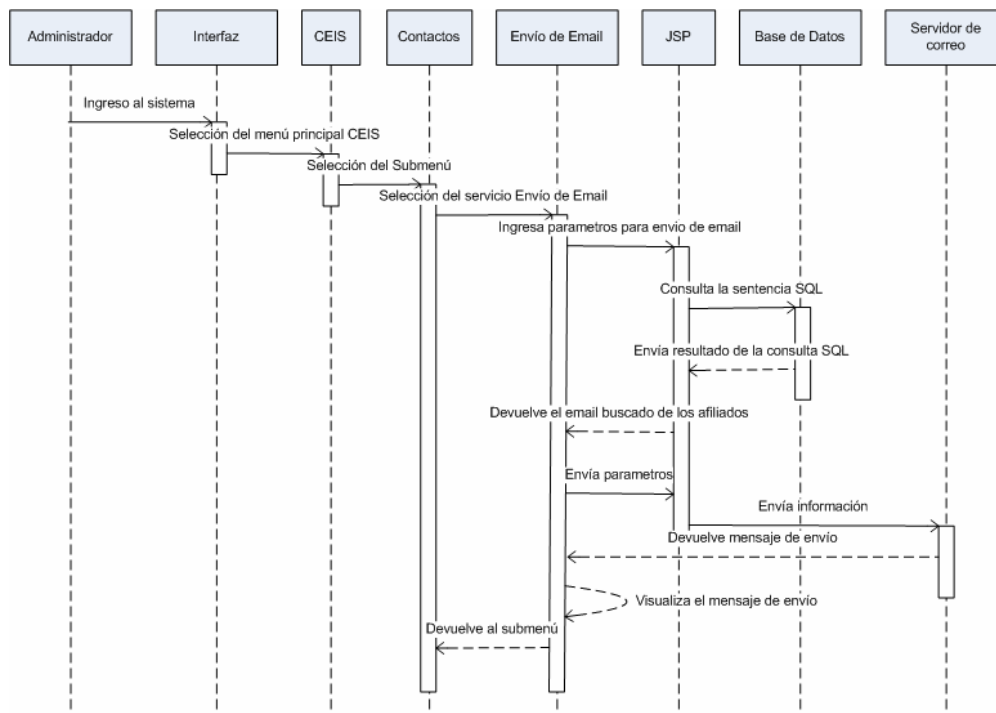 Administrador
Interfaz
CEIS
Contactos
Envío de Email
JSP
Base de Datos
Servidor de
correo
Ingreso al sistema
Selección del menú principal CEIS
Selección del Submenú
Selección del servicio Envío de Email
Ingresa parametros para envio de email
Consulta la sentencia SQL
Envía resultado de la consulta SQL
Devuelve el email buscado de los afiliados
Envía parametros
Envía información
Devuelve mensaje de envío
Visualiza el mensaje de envío
Devuelve al submenú